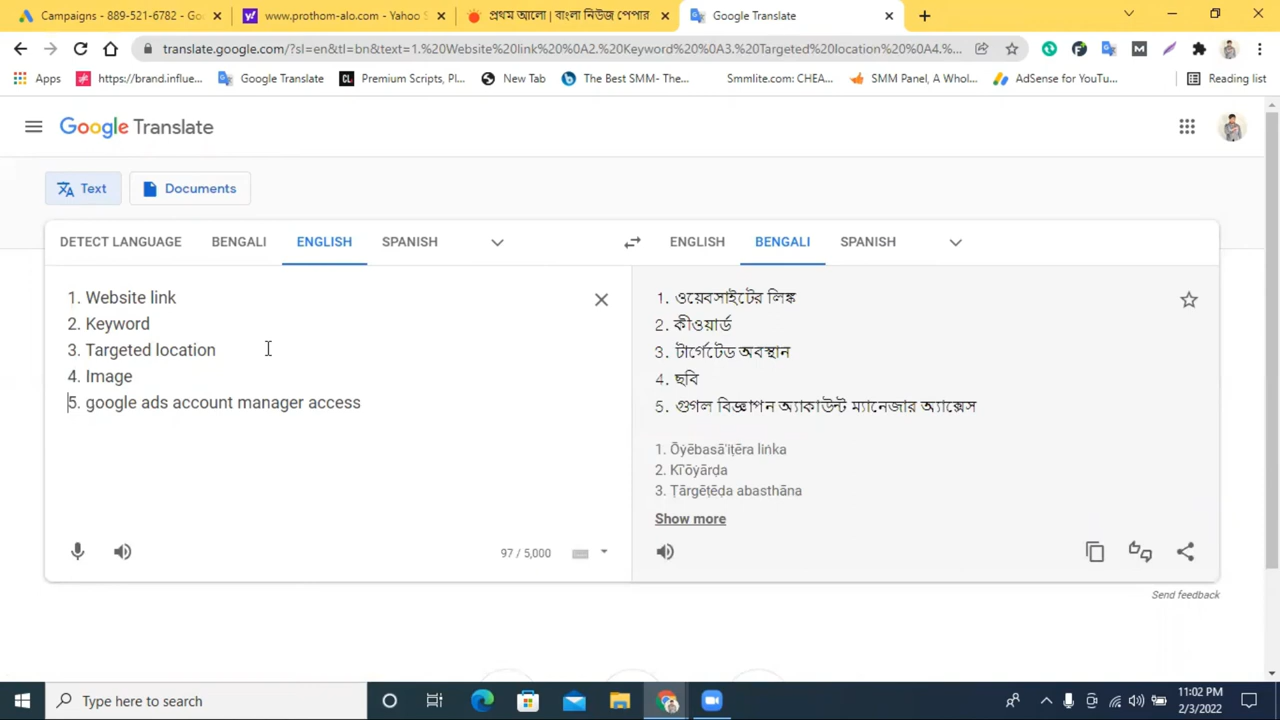 Campaigns - 889-521-6782 - Go
www.prothom-alo.com - Yahoo S
প্রথম আলো | বাংলা নিউজ পেপার
Google Translate
translate.google.com/?sl=en&tl=bn&text=1.%20Website%20link%20%0A2.%20Keyword%20%0A3.%20Targeted%20location%20%0A4.%...
Apps
https://brand.influe...
Google Translate
Premium Scripts, Pl...
New Tab
The Best SMM- The...
Smmlite.com: CHEA...
SMM Panel, A Whol...
AdSense for YouTu...
Reading list
Google Translate
Text
Documents
DETECT LANGUAGE
BENGALI
ENGLISH
SPANISH
ENGLISH
BENGALI
SPANISH
1. Website link
2. Keyword
3. Targeted location
4. Image
5. google ads account manager access
97 / 5,000
1. ওয়েবসাইটের লিঙ্ক
2. কীওয়ার্ড
3. টার্গেটেড অবস্থান
4. ছবি
5. গুগল বিজ্ঞাপন অ্যাকাউন্ট ম্যানেজার অ্যাক্সেস
1. Ōẏēbasā'iṭēra liṅka
2. Kī'ōẏārḍa
3. Ṭārgēṭēḍa abasthāna
Show more
Send feedback
Type here to search
11:02 PM
2/3/2022